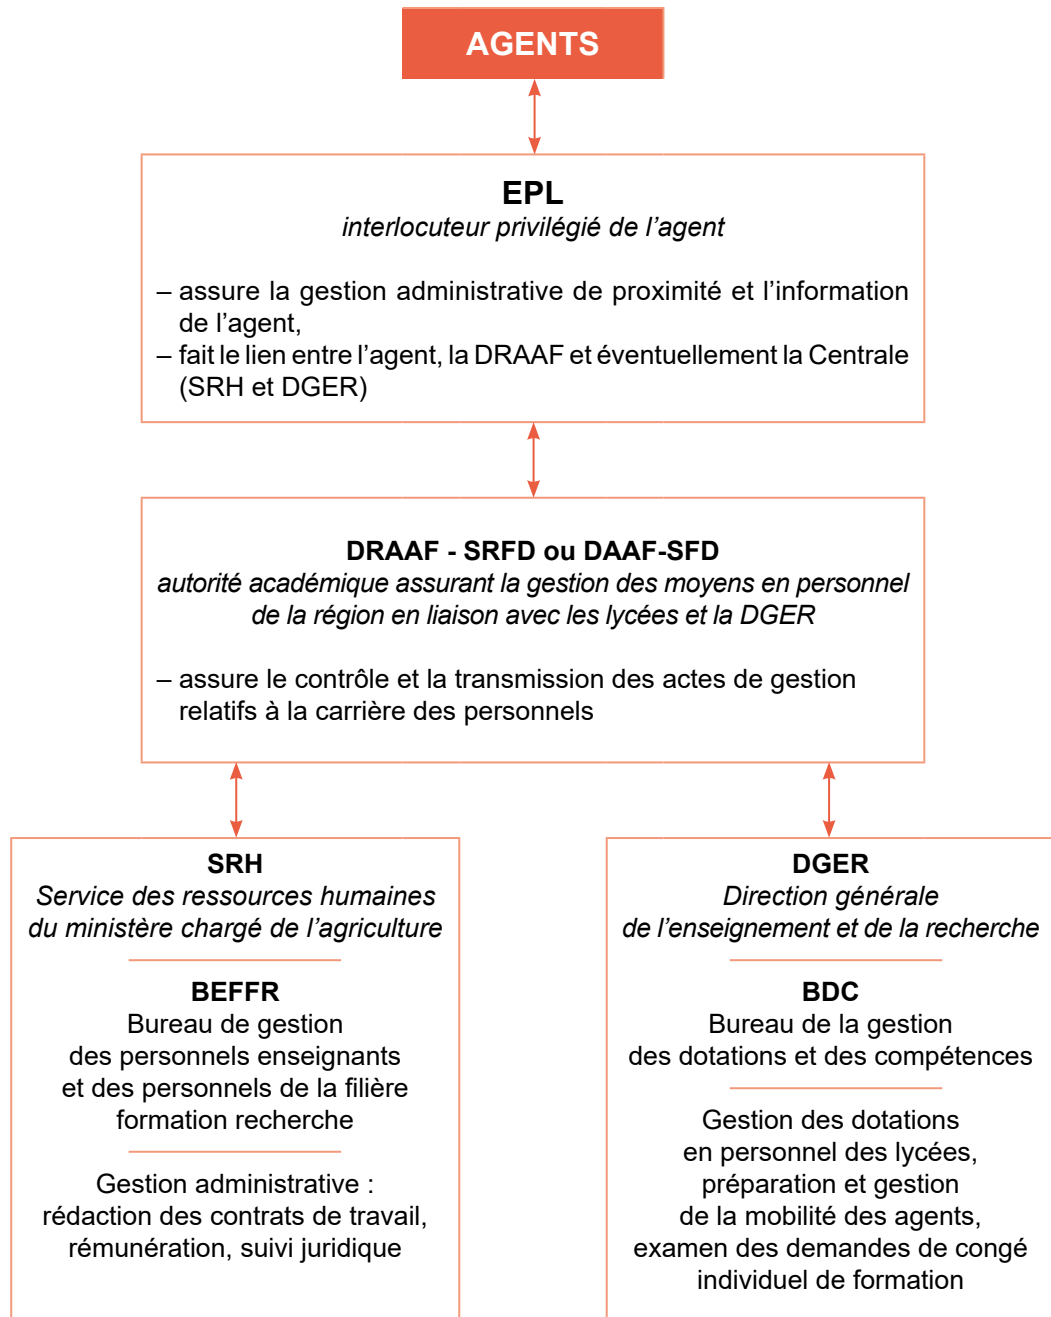 AGENTS
EPL
interlocuteur privilégié de l’agent
– assure la gestion administrative de proximité et l’information
de l’agent,
– fait le lien entre l’agent, la DRAAF et éventuellement la Centrale
(SRH et DGER)
DRAAF - SRFD ou DAAF-SFD
autorité académique assurant la gestion des moyens en personnel
de la région en liaison avec les lycées et la DGER
– assure le contrôle et la transmission des actes de gestion
relatifs à la carrière des personnels
SRH
Service des ressources humaines
du ministère chargé de l’agriculture
BEFFR
Bureau de gestion
des personnels enseignants
et des personnels de la filière
formation recherche
Gestion administrative :
rédaction des contrats de travail,
rémunération, suivi juridique
DGER
Direction générale
de l’enseignement et de la recherche
BDC
Bureau de la gestion
des dotations et des compétences
Gestion des dotations
en personnel des lycées,
préparation et gestion
de la mobilité des agents,
examen des demandes de congé
individuel de formation